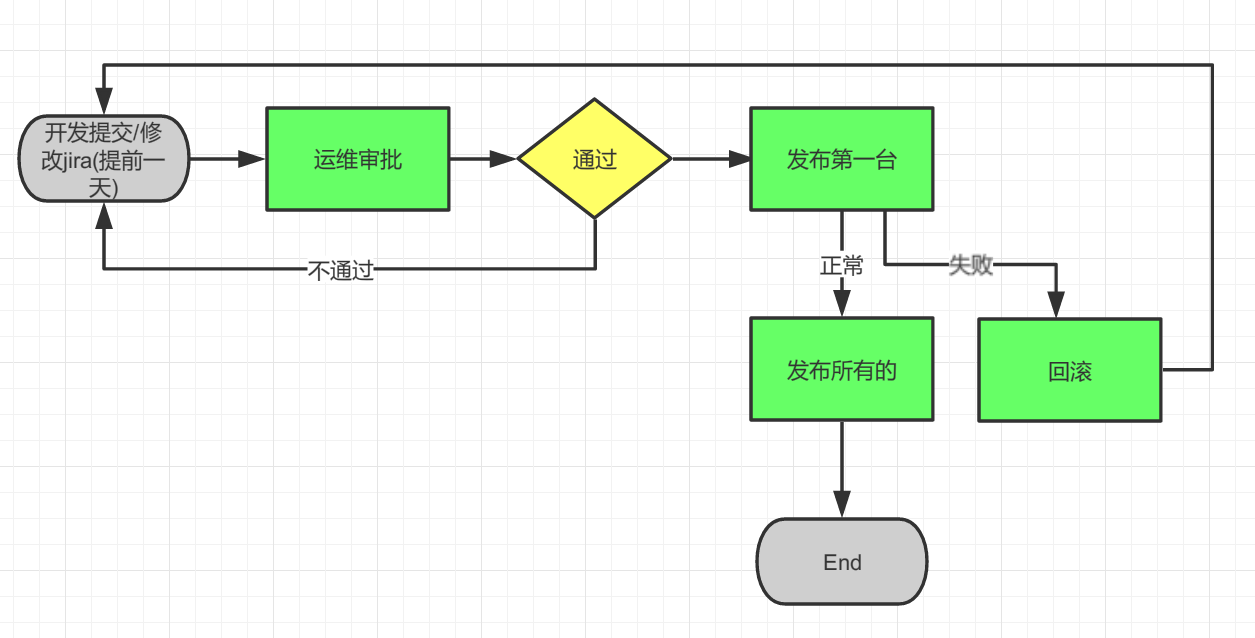 开发提交/修
改jira(提前一
天)
运维审批
通过
发布第一台
不通过
正常
失败
发布所有的
回滚
End